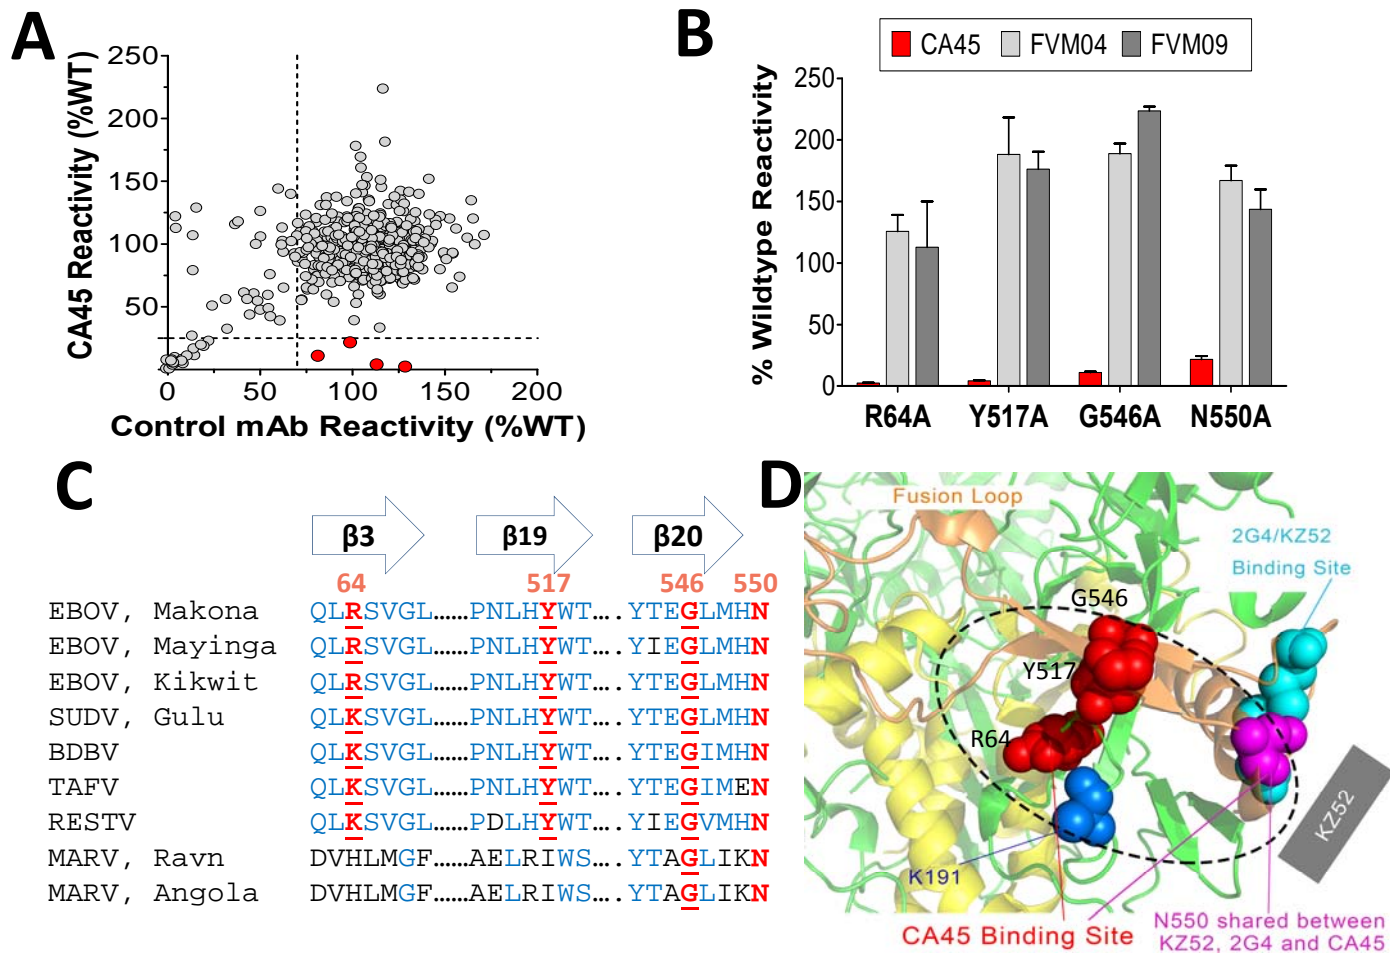 A
CA45 Reactivity (%WT)
250
200
150
100
50
0
50
100
150
200
Control mAb Reactivity (%WT)
B
CA45 FVM04 FVM09
% Wildtype Reactivity
250
200
150
100
50
0
R64A Y517A G546A N550A
C
β3 β19 β20
64 517 546 550
EBOV, Makona QLRSVGL......PNLHYWT....YTEGLMHN
EBOV, Mayinga QLRSVGL......PNLHYWT....YIEGLMHN
EBOV, Kikwit QLRSVGL......PNLHYWT....YTEGLMHN
SUDV, Gulu QLKSVGL......PNLHYWT....YTEGLMHN
BDBV QLKSVGL......PNLHYWT....YTEGIMHN
TAFV QLKSVGL......PNLHYWT....YTEGIMEN
RESTV QLKSVGL......PDLHYWT....YIEGVMHN
MARV, Ravn DVHLMGF......AELRIWS....YTAGLIKN
MARV, Angola DVHLMGF......AELRIWS....YTAGLIKN
D
Fusion Loop
2G4/KZ52
Binding Site
G546
Y517
R64
K191
KZ52
CA45 Binding Site
N550 shared between
KZ52, 2G4 and CA45